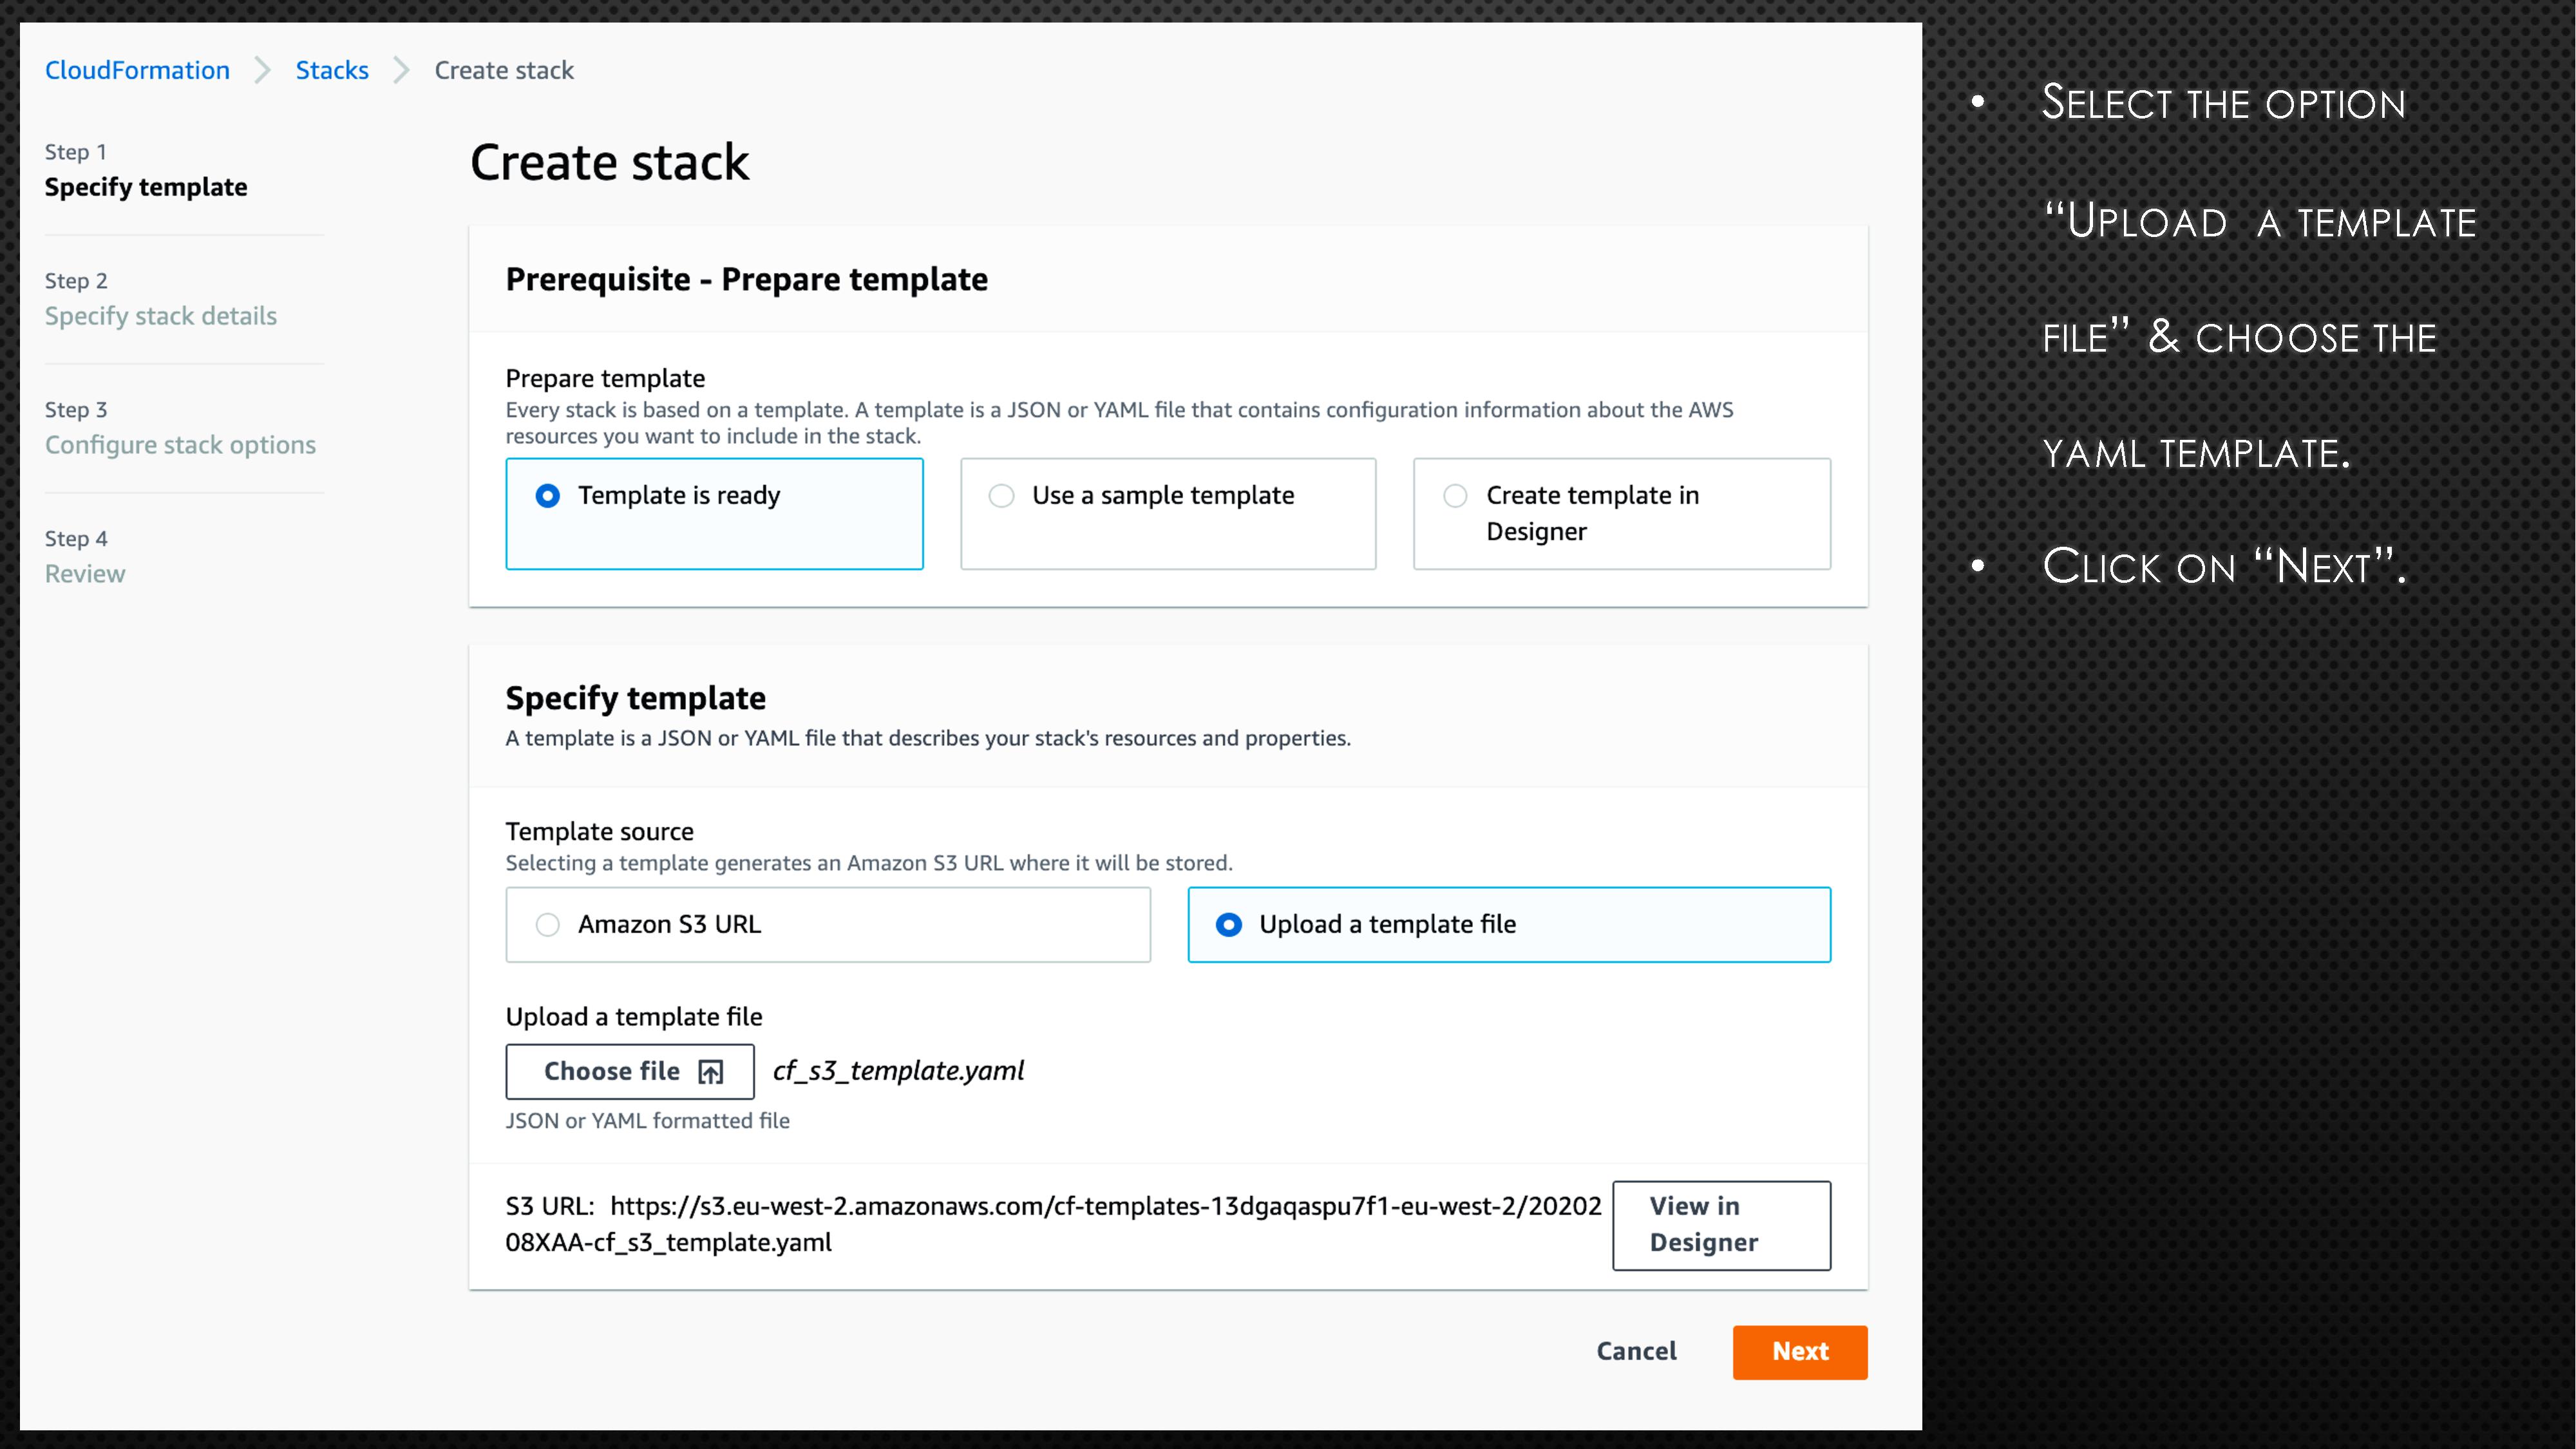 CloudFormation > Stacks > Create stack
Step 1
Specify template
Step 2
Specify stack details
Step 3
Configure stack options
Step 4
Review
Create stack
Prerequisite - Prepare template
Prepare template
Every stack is based on a template. A template is a JSON or YAML file that contains configuration information about the AWS
resources you want to include in the stack.
Template is ready
Use a sample template
Create template in
Designer
Specify template
A template is a JSON or YAML file that describes your stack's resources and properties.
Template source
Selecting a template generates an Amazon S3 URL where it will be stored.
Amazon S3 URL
Upload a template file
Upload a template file
Choose file cf_s3_template.yaml
JSON or YAML formatted file
S3 URL: https://s3.eu-west-2.amazonaws.com/cf-templates-13dgaqaspu7f1-eu-west-2/20202
08XAA-cf_s3_template.yaml
View in
Designer
Cancel
Next
• Select the option
“Upload a template
file” & choose the
yaml template.
• Click on “Next”.